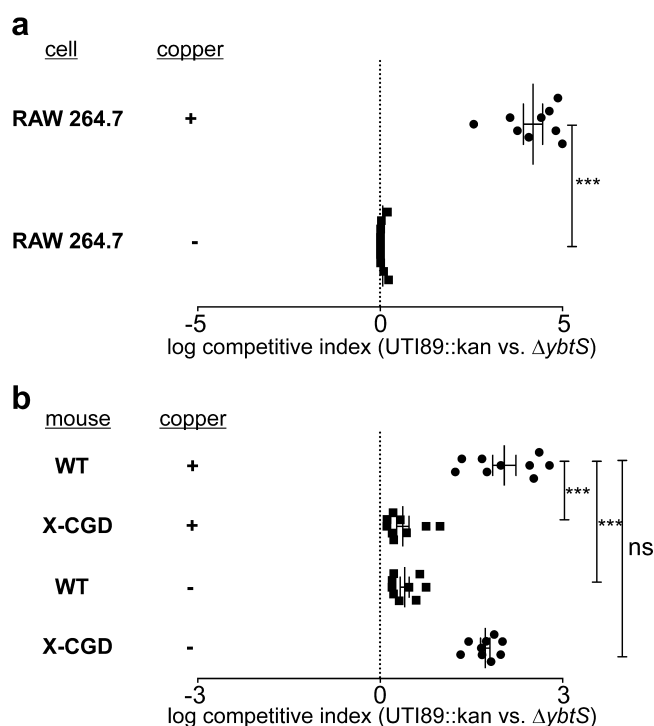 a
cell copper
RAW 264.7 +
***
RAW 264.7 -
-5 0 5
log competitive index (UTI89::kan vs. ΔybtS)
b
mouse copper
WT +
***
X-CGD + ***
ns
WT -
X-CGD -
-3 0 3
log competitive index (UTI89::kan vs. ΔybtS)